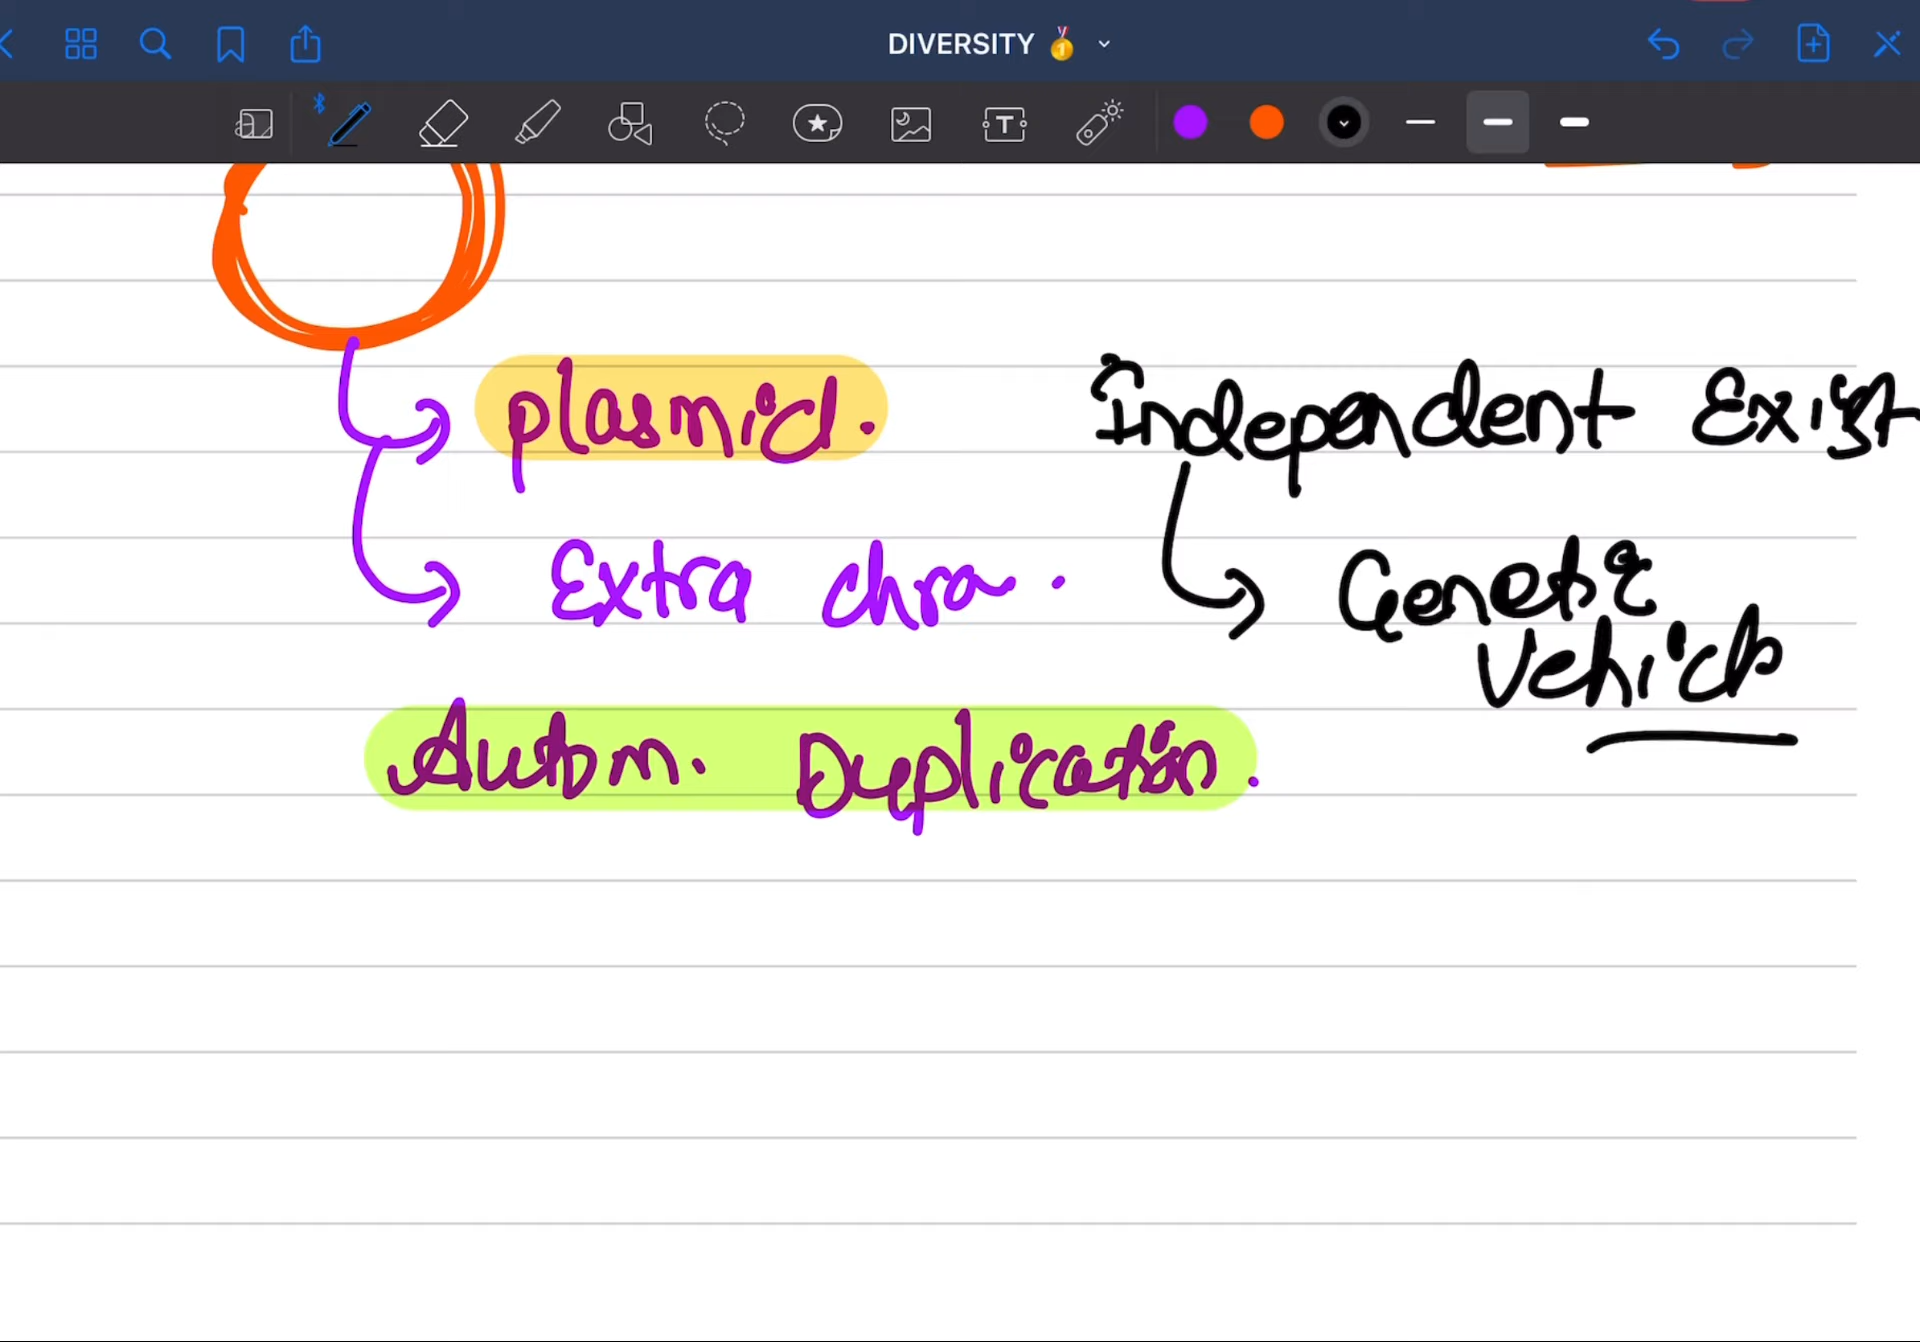 DIVERSITY 🏅
plasmid. Independent Exist
Extra chro. Genetic
Vehicle
Autom. Duplication.